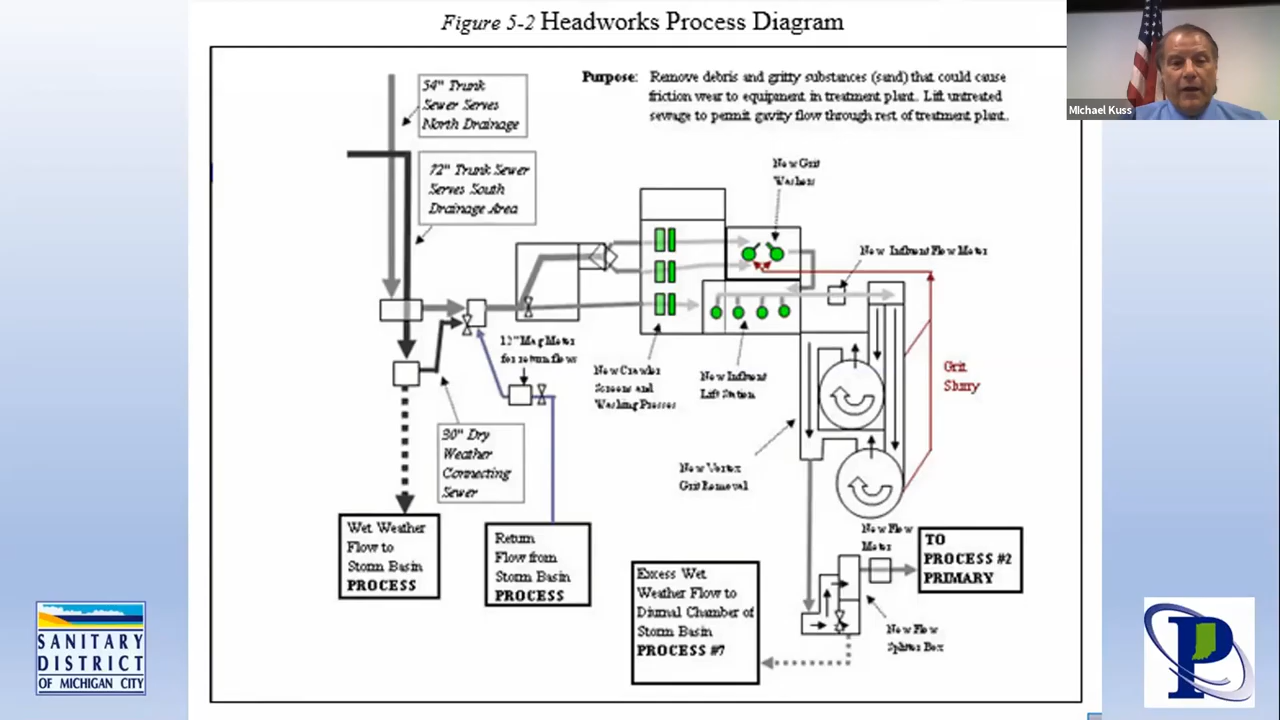 Figure 5-2 Headworks Process Diagram
Michael Kuss
54" Trunk
Sewer Serves
North Drainage
Purpose: Remove debris and gritty substances (sand) that could cause
friction wear to equipment in treatment plant. Lift untreated
sewage to permit gavity flow through rest of treatment plant.
72" Trunk Sewer
Serves South
Drainage Area
New Grit
Washers
New Influent Flow Meter
12" Mag Meter
for return flow
New Crawler
Screens and
Washing Presses
New Influent
Lift Station
Grit
Slurry
30" Dry
Weather
Connecting
Sewer
New Vortex
Grit Removal
Wet Weather
Flow to
Storm Basin
PROCESS
Return
Flow from
Storm Basin
PROCESS
Excess Wet
Weather Flow to
Diurnal Chamber of
Storm Basin
PROCESS #7
New Flow
Meter
TO
PROCESS #2
PRIMARY
New Flow
Splitter Box
SANITARY
DISTRICT
OF MICHIGAN CITY
P